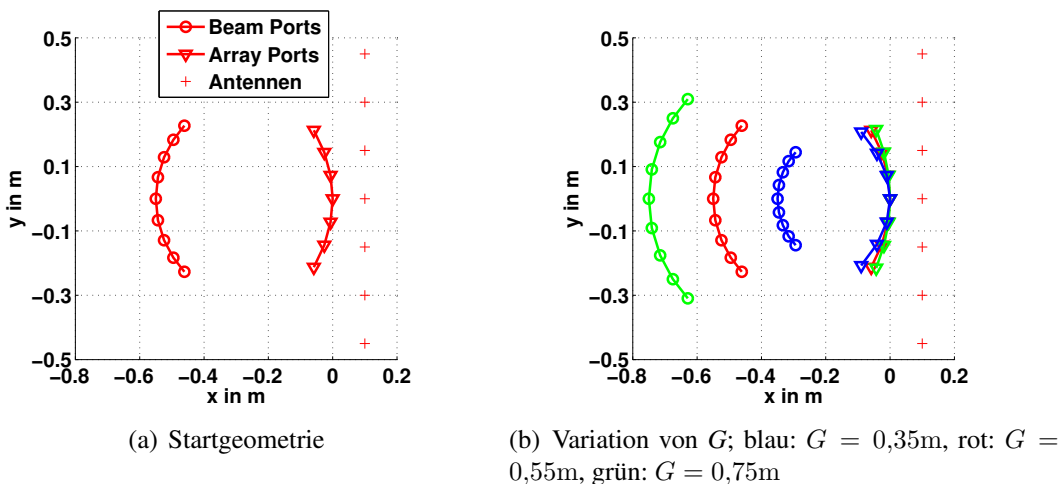 Beam Ports
Array Ports
Antennen
0.5
0.3
0.1
−0.1
−0.3
−0.5
y in m
−0.8 −0.6 −0.4 −0.2 0 0.2
x in m
(a) Startgeometrie
0.5
0.3
0.1
−0.1
−0.3
−0.5
y in m
−0.8 −0.6 −0.4 −0.2 0 0.2
x in m
(b) Variation von G; blau: G = 0,35m, rot: G =
0,55m, grün: G = 0,75m